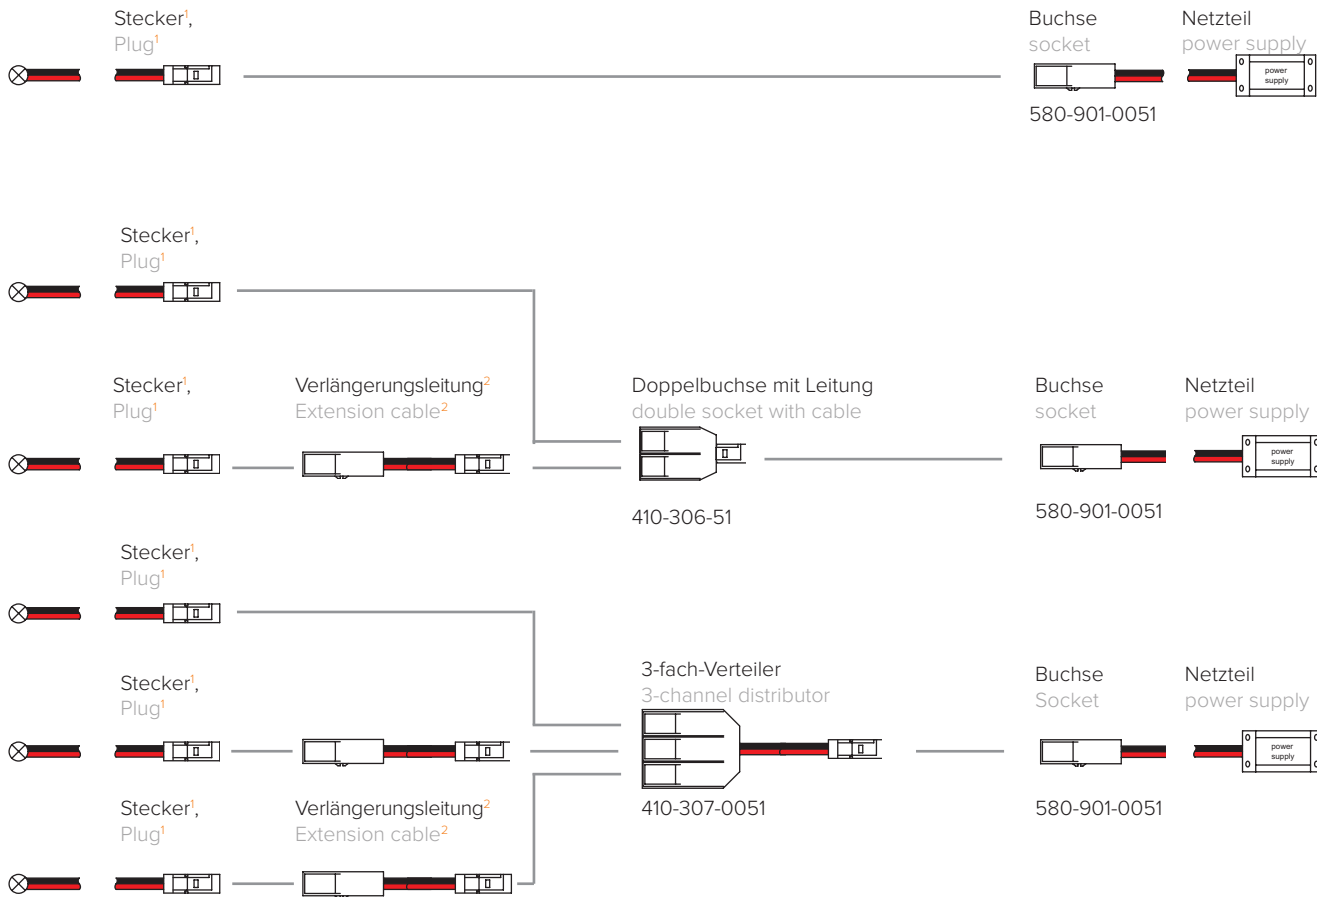 Stecker¹,
Plug¹
Buchse
socket
Netzteil
power supply
power
supply
580-901-0051
Stecker¹,
Plug¹
Stecker¹,
Plug¹
Verlängerungsleitung²
Extension cable²
Doppelbuchse mit Leitung
double socket with cable
410-306-51
Buchse
socket
580-901-0051
Netzteil
power supply
power
supply
Stecker¹,
Plug¹
Stecker¹,
Plug¹
3-fach-Verteiler
3-channel distributor
410-307-0051
Buchse
Socket
580-901-0051
Netzteil
power supply
power
supply
Stecker¹,
Plug¹
Verlängerungsleitung²
Extension cable²